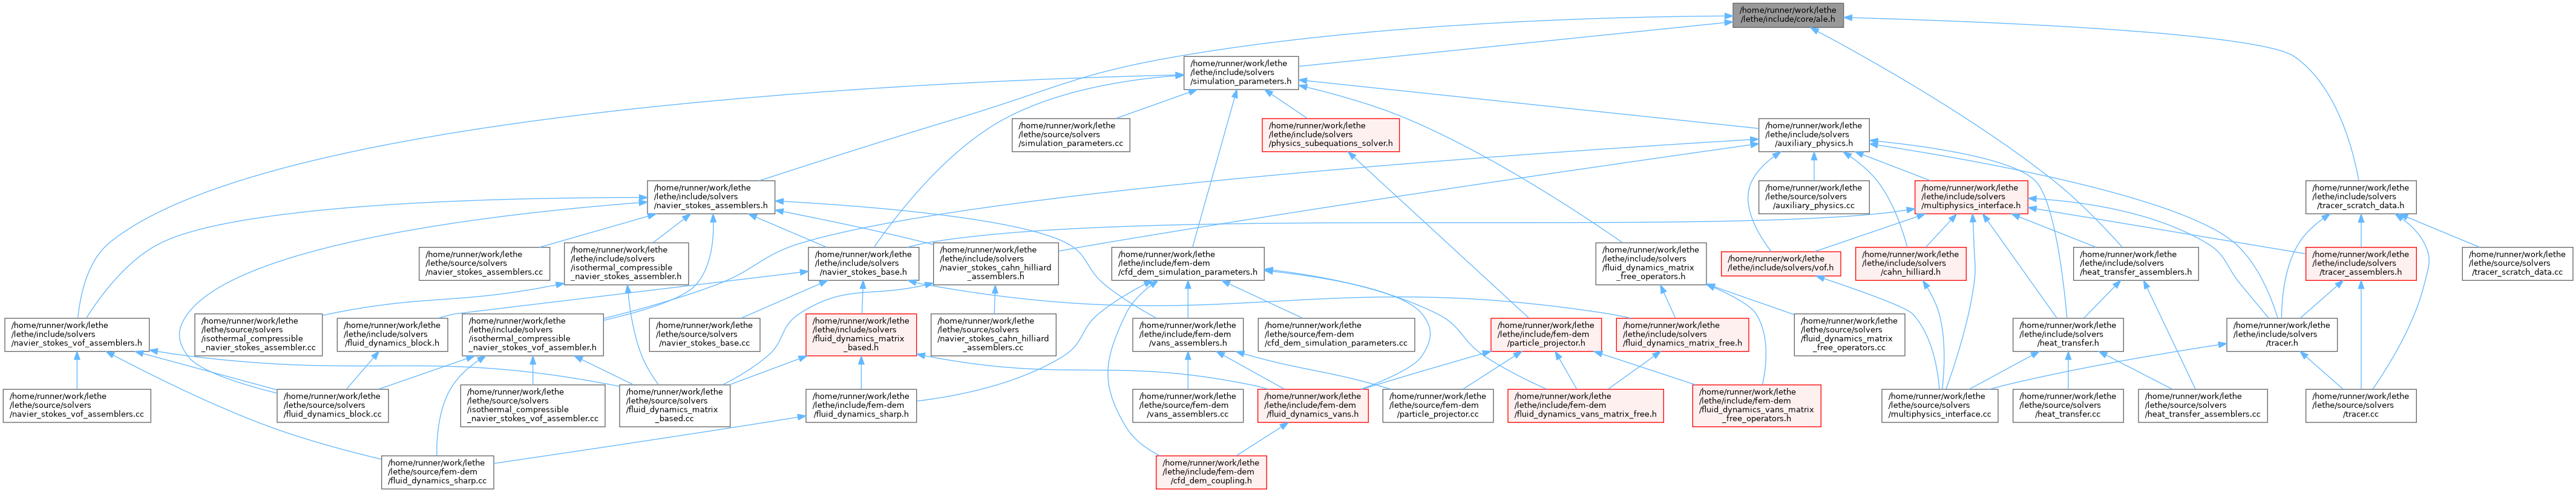 /home/runner/work/lethe
/lethe/include/core/ale.h
/home/runner/work/lethe
/lethe/include/solvers
/simulation_parameters.h
/home/runner/work/lethe
/lethe/source/solvers
/simulation_parameters.cc
/home/runner/work/lethe
/lethe/include/solvers
/physics_subequations_solver.h
/home/runner/work/lethe
/lethe/include/solvers
/auxiliary_physics.h
/home/runner/work/lethe
/lethe/include/solvers
/navier_stokes_assemblers.h
/home/runner/work/lethe
/lethe/source/solvers
/auxiliary_physics.cc
/home/runner/work/lethe
/lethe/include/solvers
/multiphysics_interface.h
/home/runner/work/lethe
/lethe/include/solvers
/tracer_scratch_data.h
/home/runner/work/lethe
/lethe/source/solvers
/navier_stokes_assemblers.cc
/home/runner/work/lethe
/lethe/include/solvers
/isothermal_compressible
_navier_stokes_assembler.h
/home/runner/work/lethe
/lethe/include/solvers
/navier_stokes_base.h
/home/runner/work/lethe
/lethe/include/solvers
/navier_stokes_cahn_hilliard
_assemblers.h
/home/runner/work/lethe
/lethe/include/fem-dem
/cfd_dem_simulation_parameters.h
/home/runner/work/lethe
/lethe/include/solvers
/fluid_dynamics_matrix
_free_operators.h
/home/runner/work/lethe
/lethe/include/solvers/vof.h
/home/runner/work/lethe
/lethe/include/solvers
/cahn_hilliard.h
/home/runner/work/lethe
/lethe/include/solvers
/heat_transfer_assemblers.h
/home/runner/work/lethe
/lethe/include/solvers
/tracer_assemblers.h
/home/runner/work/lethe
/lethe/source/solvers
/tracer_scratch_data.cc
/home/runner/work/lethe
/lethe/include/solvers
/navier_stokes_vof_assemblers.h
/home/runner/work/lethe
/lethe/source/solvers
/isothermal_compressible
_navier_stokes_assembler.cc
/home/runner/work/lethe
/lethe/include/solvers
/fluid_dynamics_block.h
/home/runner/work/lethe
/lethe/include/solvers
/isothermal_compressible
_navier_stokes_vof_assembler.h
/home/runner/work/lethe
/lethe/source/solvers
/navier_stokes_base.cc
/home/runner/work/lethe
/lethe/include/solvers
/fluid_dynamics_matrix
_based.h
/home/runner/work/lethe
/lethe/source/solvers
/navier_stokes_cahn_hilliard
_assemblers.cc
/home/runner/work/lethe
/lethe/include/fem-dem
/vans_assemblers.h
/home/runner/work/lethe
/lethe/source/fem-dem
/cfd_dem_simulation_parameters.cc
/home/runner/work/lethe
/lethe/include/fem-dem
/particle_projector.h
/home/runner/work/lethe
/lethe/include/solvers
/fluid_dynamics_matrix_free.h
/home/runner/work/lethe
/lethe/source/solvers
/fluid_dynamics_matrix
_free_operators.cc
/home/runner/work/lethe
/lethe/include/solvers
/heat_transfer.h
/home/runner/work/lethe
/lethe/include/solvers
/tracer.h
/home/runner/work/lethe
/lethe/source/solvers
/navier_stokes_vof_assemblers.cc
/home/runner/work/lethe
/lethe/source/solvers
/fluid_dynamics_block.cc
/home/runner/work/lethe
/lethe/source/solvers
/isothermal_compressible
_navier_stokes_vof_assembler.cc
/home/runner/work/lethe
/lethe/source/solvers
/fluid_dynamics_matrix
_based.cc
/home/runner/work/lethe
/lethe/include/fem-dem
/fluid_dynamics_sharp.h
/home/runner/work/lethe
/lethe/source/fem-dem
/vans_assemblers.cc
/home/runner/work/lethe
/lethe/include/fem-dem
/fluid_dynamics_vans.h
/home/runner/work/lethe
/lethe/source/fem-dem
/particle_projector.cc
/home/runner/work/lethe
/lethe/include/fem-dem
/fluid_dynamics_vans_matrix_free.h
/home/runner/work/lethe
/lethe/include/fem-dem
/fluid_dynamics_vans_matrix
_free_operators.h
/home/runner/work/lethe
/lethe/source/solvers
/multiphysics_interface.cc
/home/runner/work/lethe
/lethe/source/solvers
/heat_transfer.cc
/home/runner/work/lethe
/lethe/source/solvers
/heat_transfer_assemblers.cc
/home/runner/work/lethe
/lethe/source/solvers
/tracer.cc
/home/runner/work/lethe
/lethe/source/fem-dem
/fluid_dynamics_sharp.cc
/home/runner/work/lethe
/lethe/include/fem-dem
/cfd_dem_coupling.h